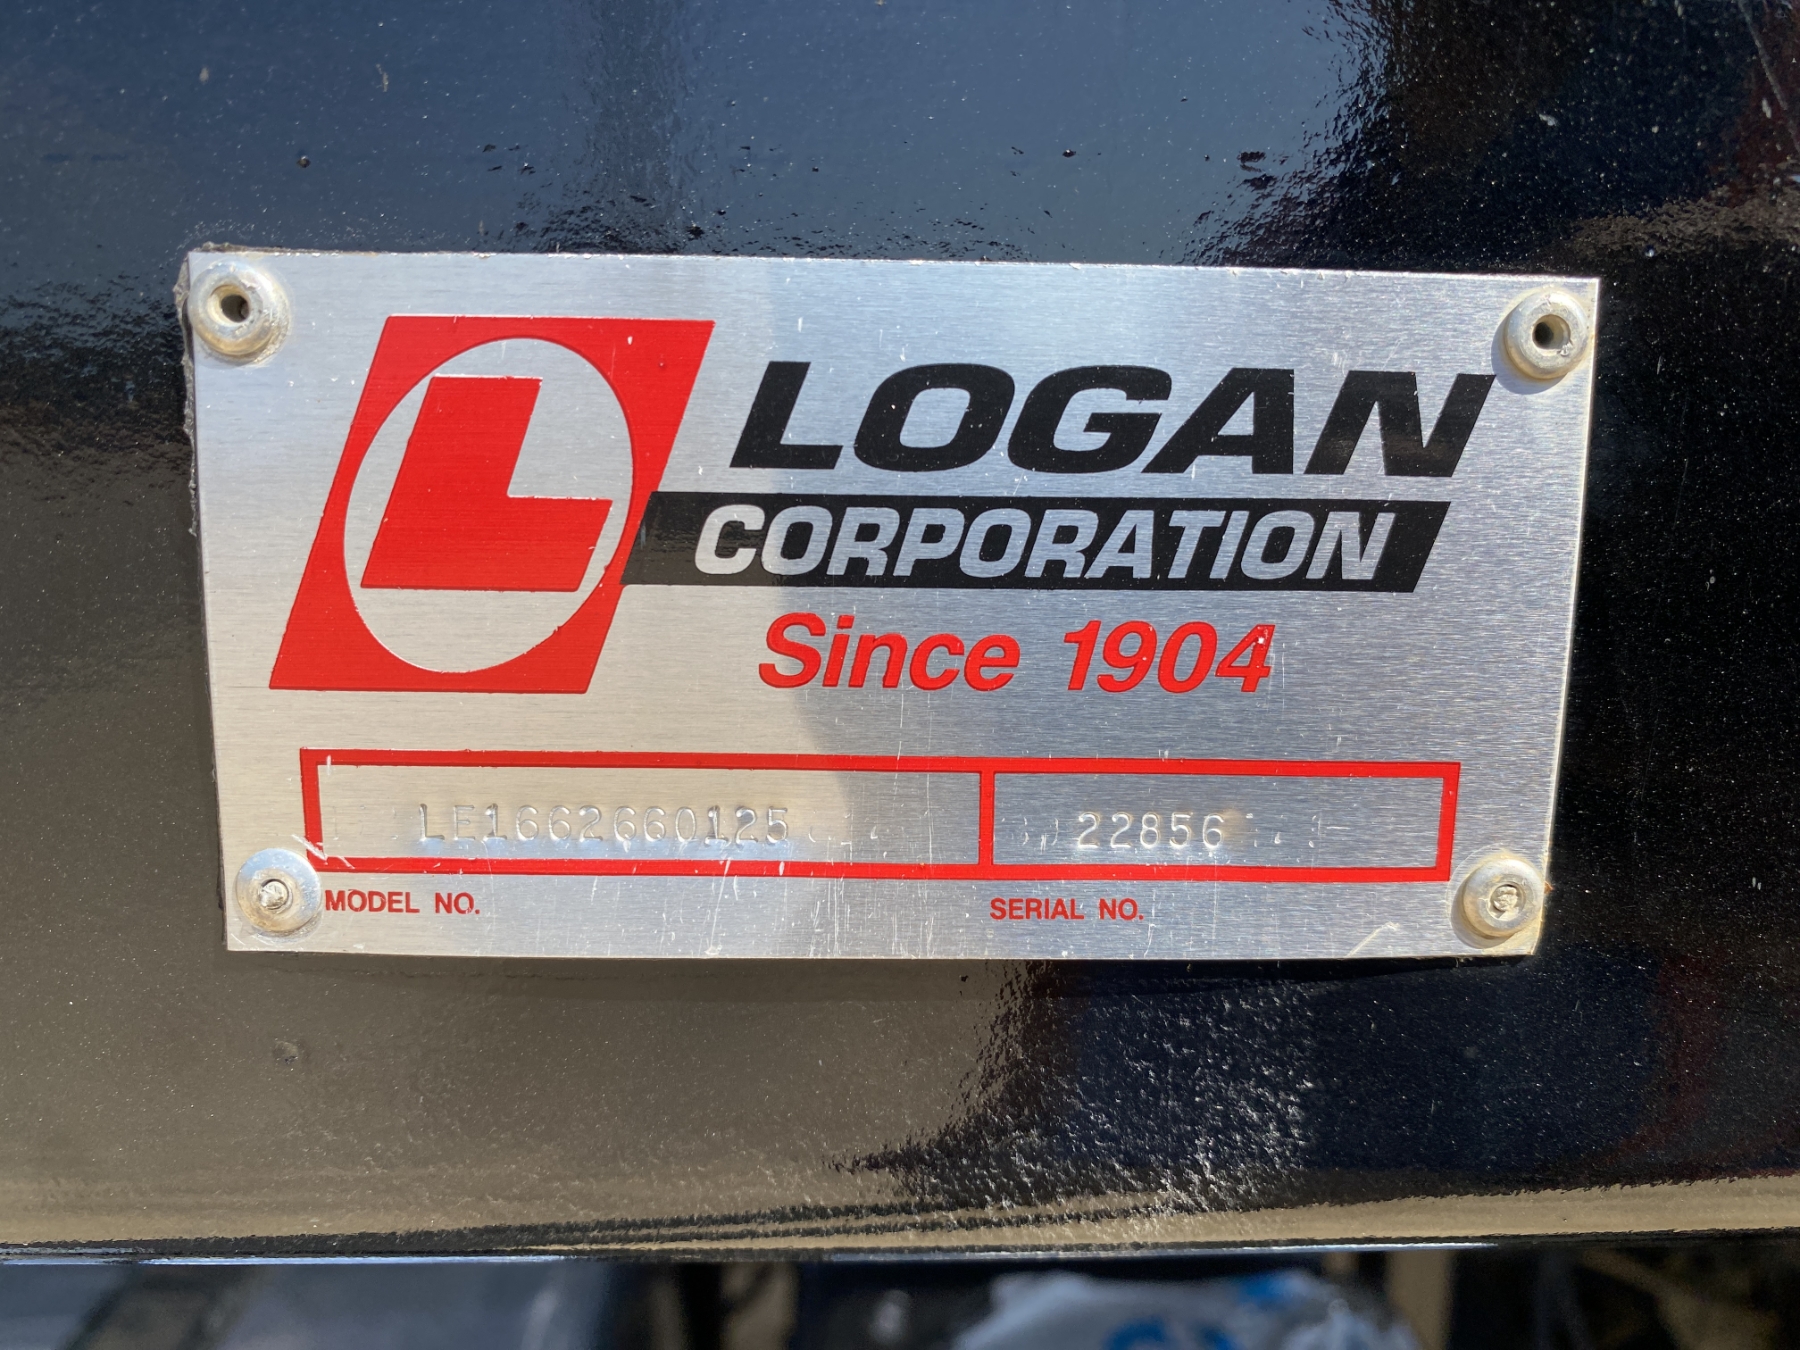 L
LOGAN
CORPORATION
Since 1904
LE1662660125
22856
MODEL NO.
SERIAL NO.